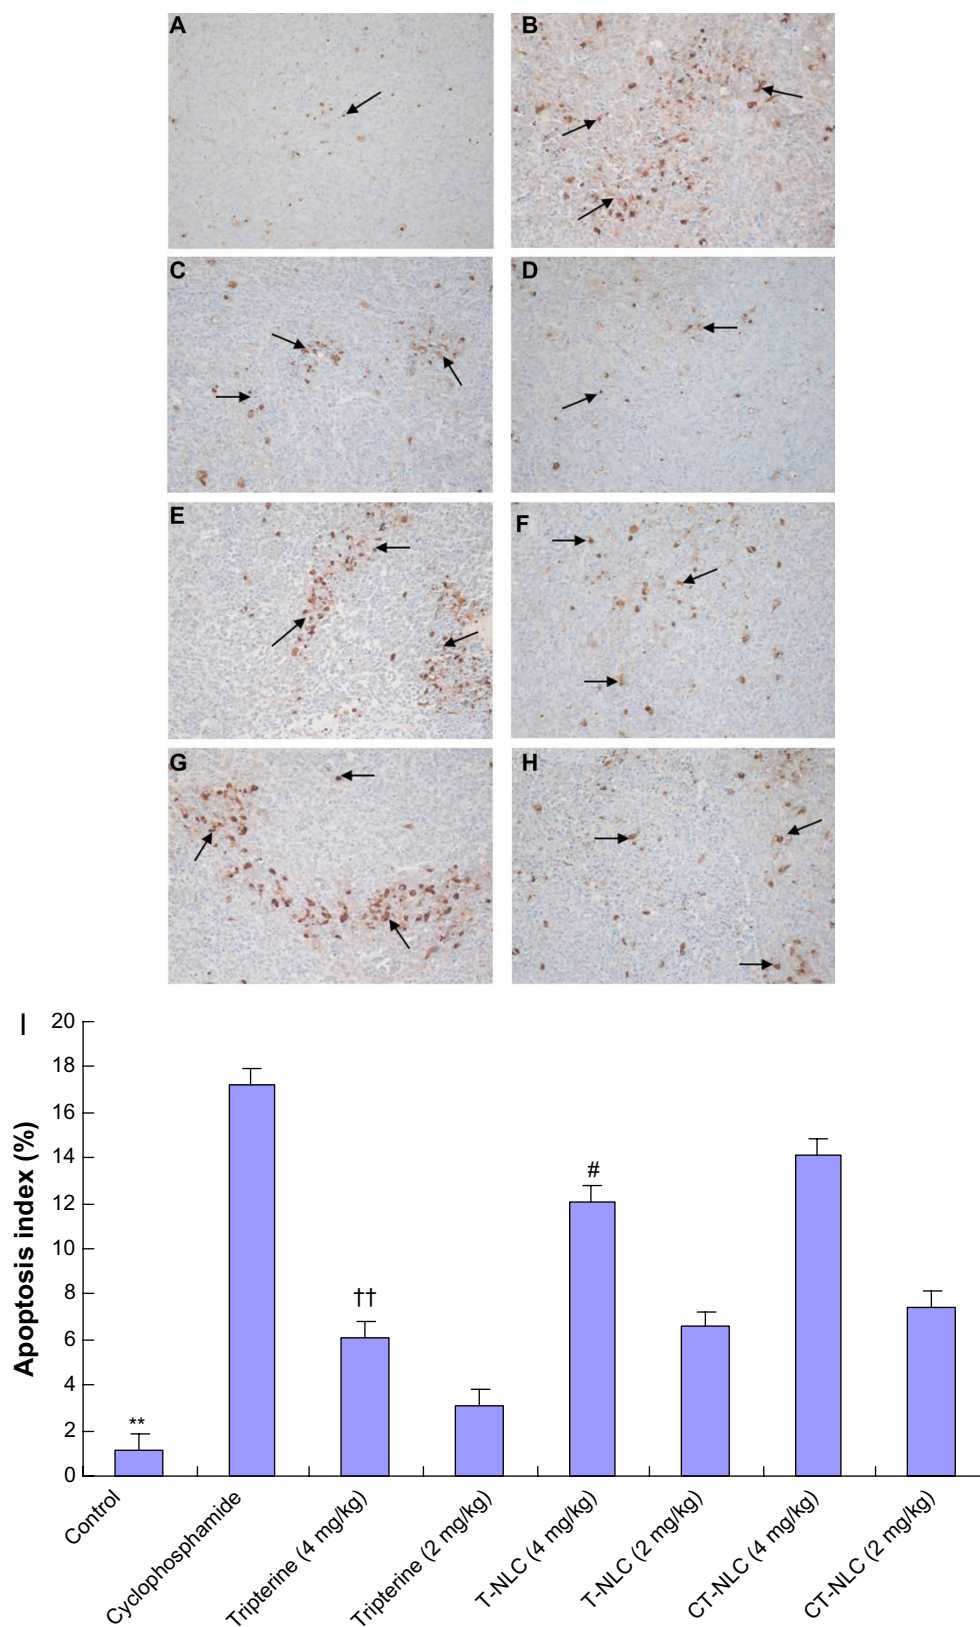 A
B
C
D
E
F
G
H
I
Apoptosis index (%)
20
18
16
14
12
10
8
6
4
2
0
**
††
#
Control
Cyclophosphamide
Tripterine (4 mg/kg)
Tripterine (2 mg/kg)
T-NLC (4 mg/kg)
T-NLC (2 mg/kg)
CT-NLC (4 mg/kg)
CT-NLC (2 mg/kg)